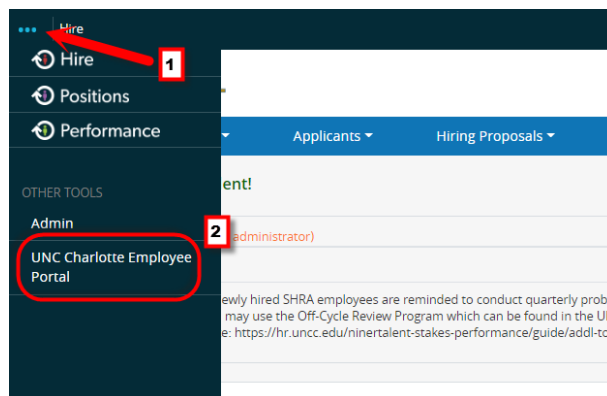 Hire
Hire
1
Positions
Performance
Applicants
Hiring Proposals
OTHER TOOLS
ent!
Admin
2
administrator)
UNC Charlotte Employee
Portal
ewly hired SHRA employees are reminded to conduct quarterly prob
may use the Off-Cycle Review Program which can be found in the U
e: https://hr.uncc.edu/ninertalent-stakes-performance/guide/addl-to